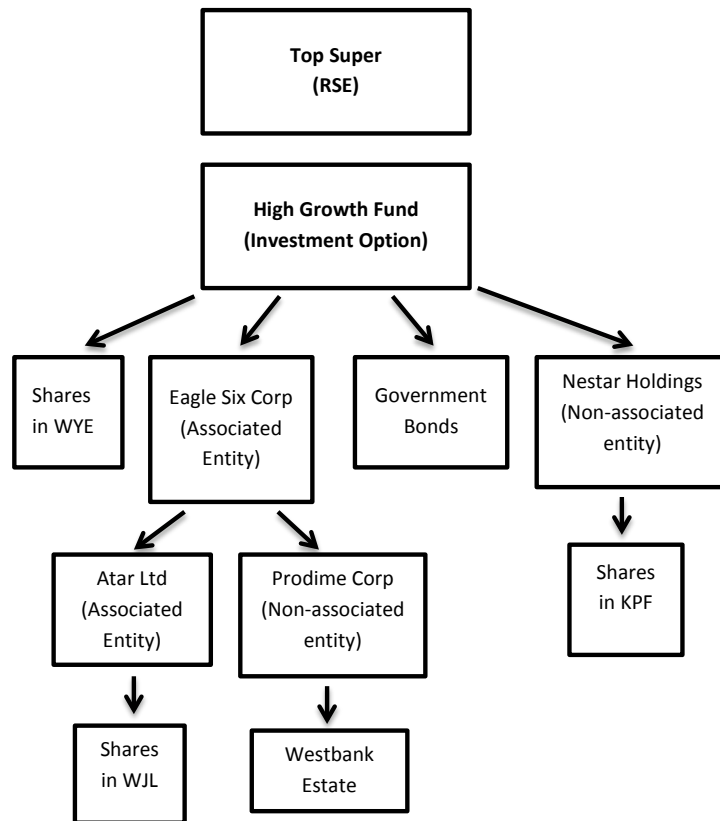 Top Super
(RSE)
High Growth Fund
(Investment Option)
Shares
in WYE
Eagle Six Corp
(Associated
Entity)
Government
Bonds
Nestar Holdings
(Non-associated
entity)
Atar Ltd
(Associated
Entity)
Prodime Corp
(Non-associated
entity)
Shares
in KPF
Shares
in WJL
Westbank
Estate